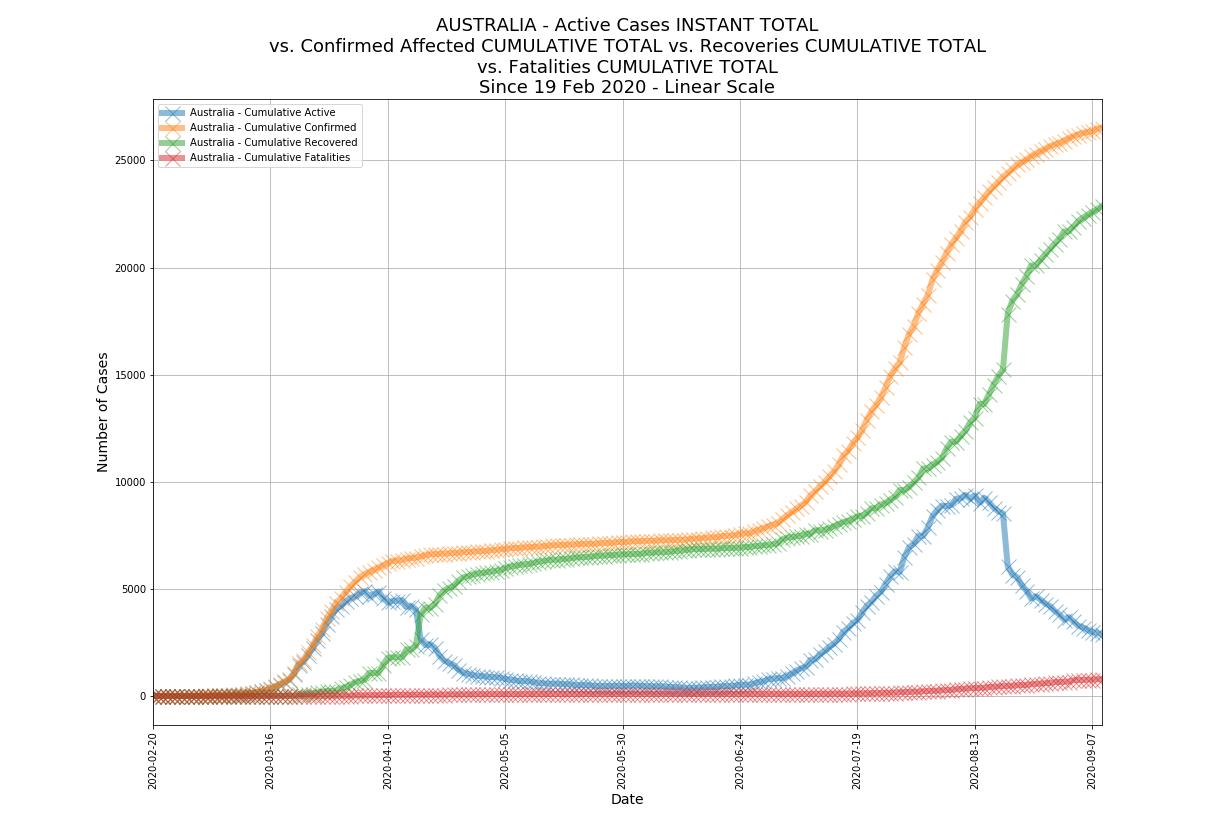 AUSTRALIA - Active Cases INSTANT TOTAL
vs. Confirmed Affected CUMULATIVE TOTAL vs. Recoveries CUMULATIVE TOTAL
vs. Fatalities CUMULATIVE TOTAL
Since 19 Feb 2020 - Linear Scale
Australia - Cumulative Active
Australia - Cumulative Confirmed
Australia - Cumulative Recovered
Australia - Cumulative Fatalities
Number of Cases
25000
20000
15000
10000
5000
0
2020-02-20
2020-03-16
2020-04-10
2020-05-05
2020-05-30
2020-06-24
2020-07-19
2020-08-13
2020-09-07
Date